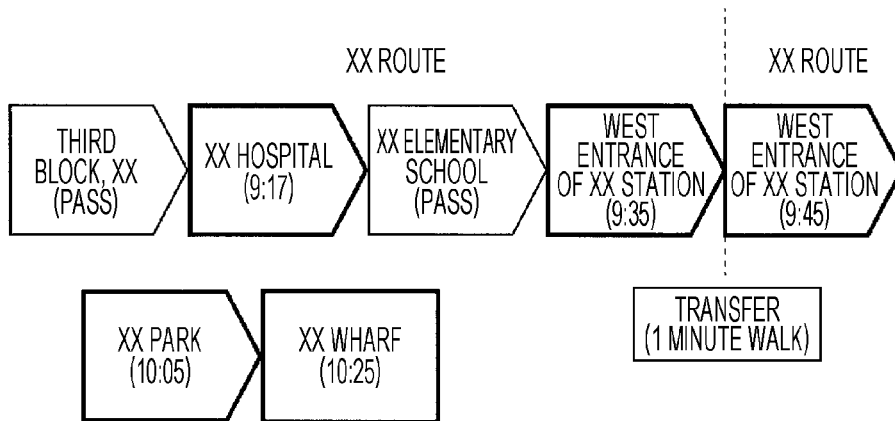 XX ROUTE
XX ROUTE
THIRD
BLOCK, XX
(PASS)
XX HOSPITAL
(9:17)
XX ELEMENTARY
SCHOOL
(PASS)
WEST
ENTRANCE
OF XX STATION
(9:35)
WEST
ENTRANCE
OF XX STATION
(9:45)
XX PARK
(10:05)
XX WHARF
(10:25)
TRANSFER
(1 MINUTE WALK)